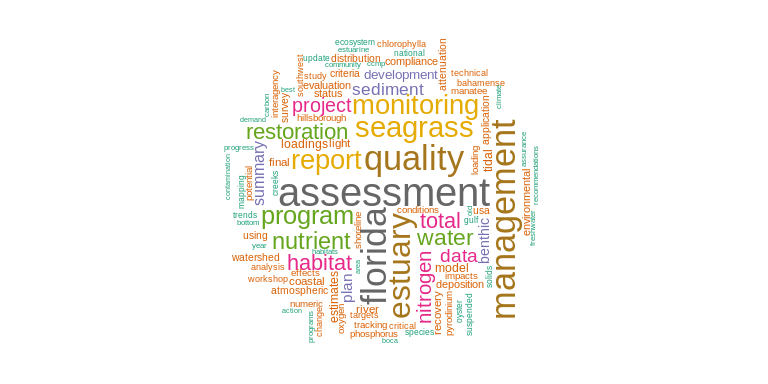 ecosystem
chlorophylla
estuarine
national
update
distribution
community
ccmp
compliance
attenuation
southwest
study
criteria
development
technical
interagency
best
evaluation
status
sediment
bahamense
manatee
climate
carbon
survey
project
monitoring
demand
hillsborough
seagrass
application
restoration
progress
loadings
light
quality
loading
tidal
management
assurance
contamination
potential
summary
final
report
environmental
recommendations
mapping
creeks
assessment
trends
bottom
program
florida
conditions
total
usa
gulf
coid
freshwater
using
year
nutrient
habitats
shoreline
estuary
water
benthic
watershed
analysis
habitat
area
nitrogen
data
model
solids
workshop
effects
coastal
plan
impacts
deposition
atmospheric
estimates
numeric
action
change
river
targets
oxygen
recovery
pyrodinium
oyster
suspended
programs
tracking
critical
phosphorus
species
boca